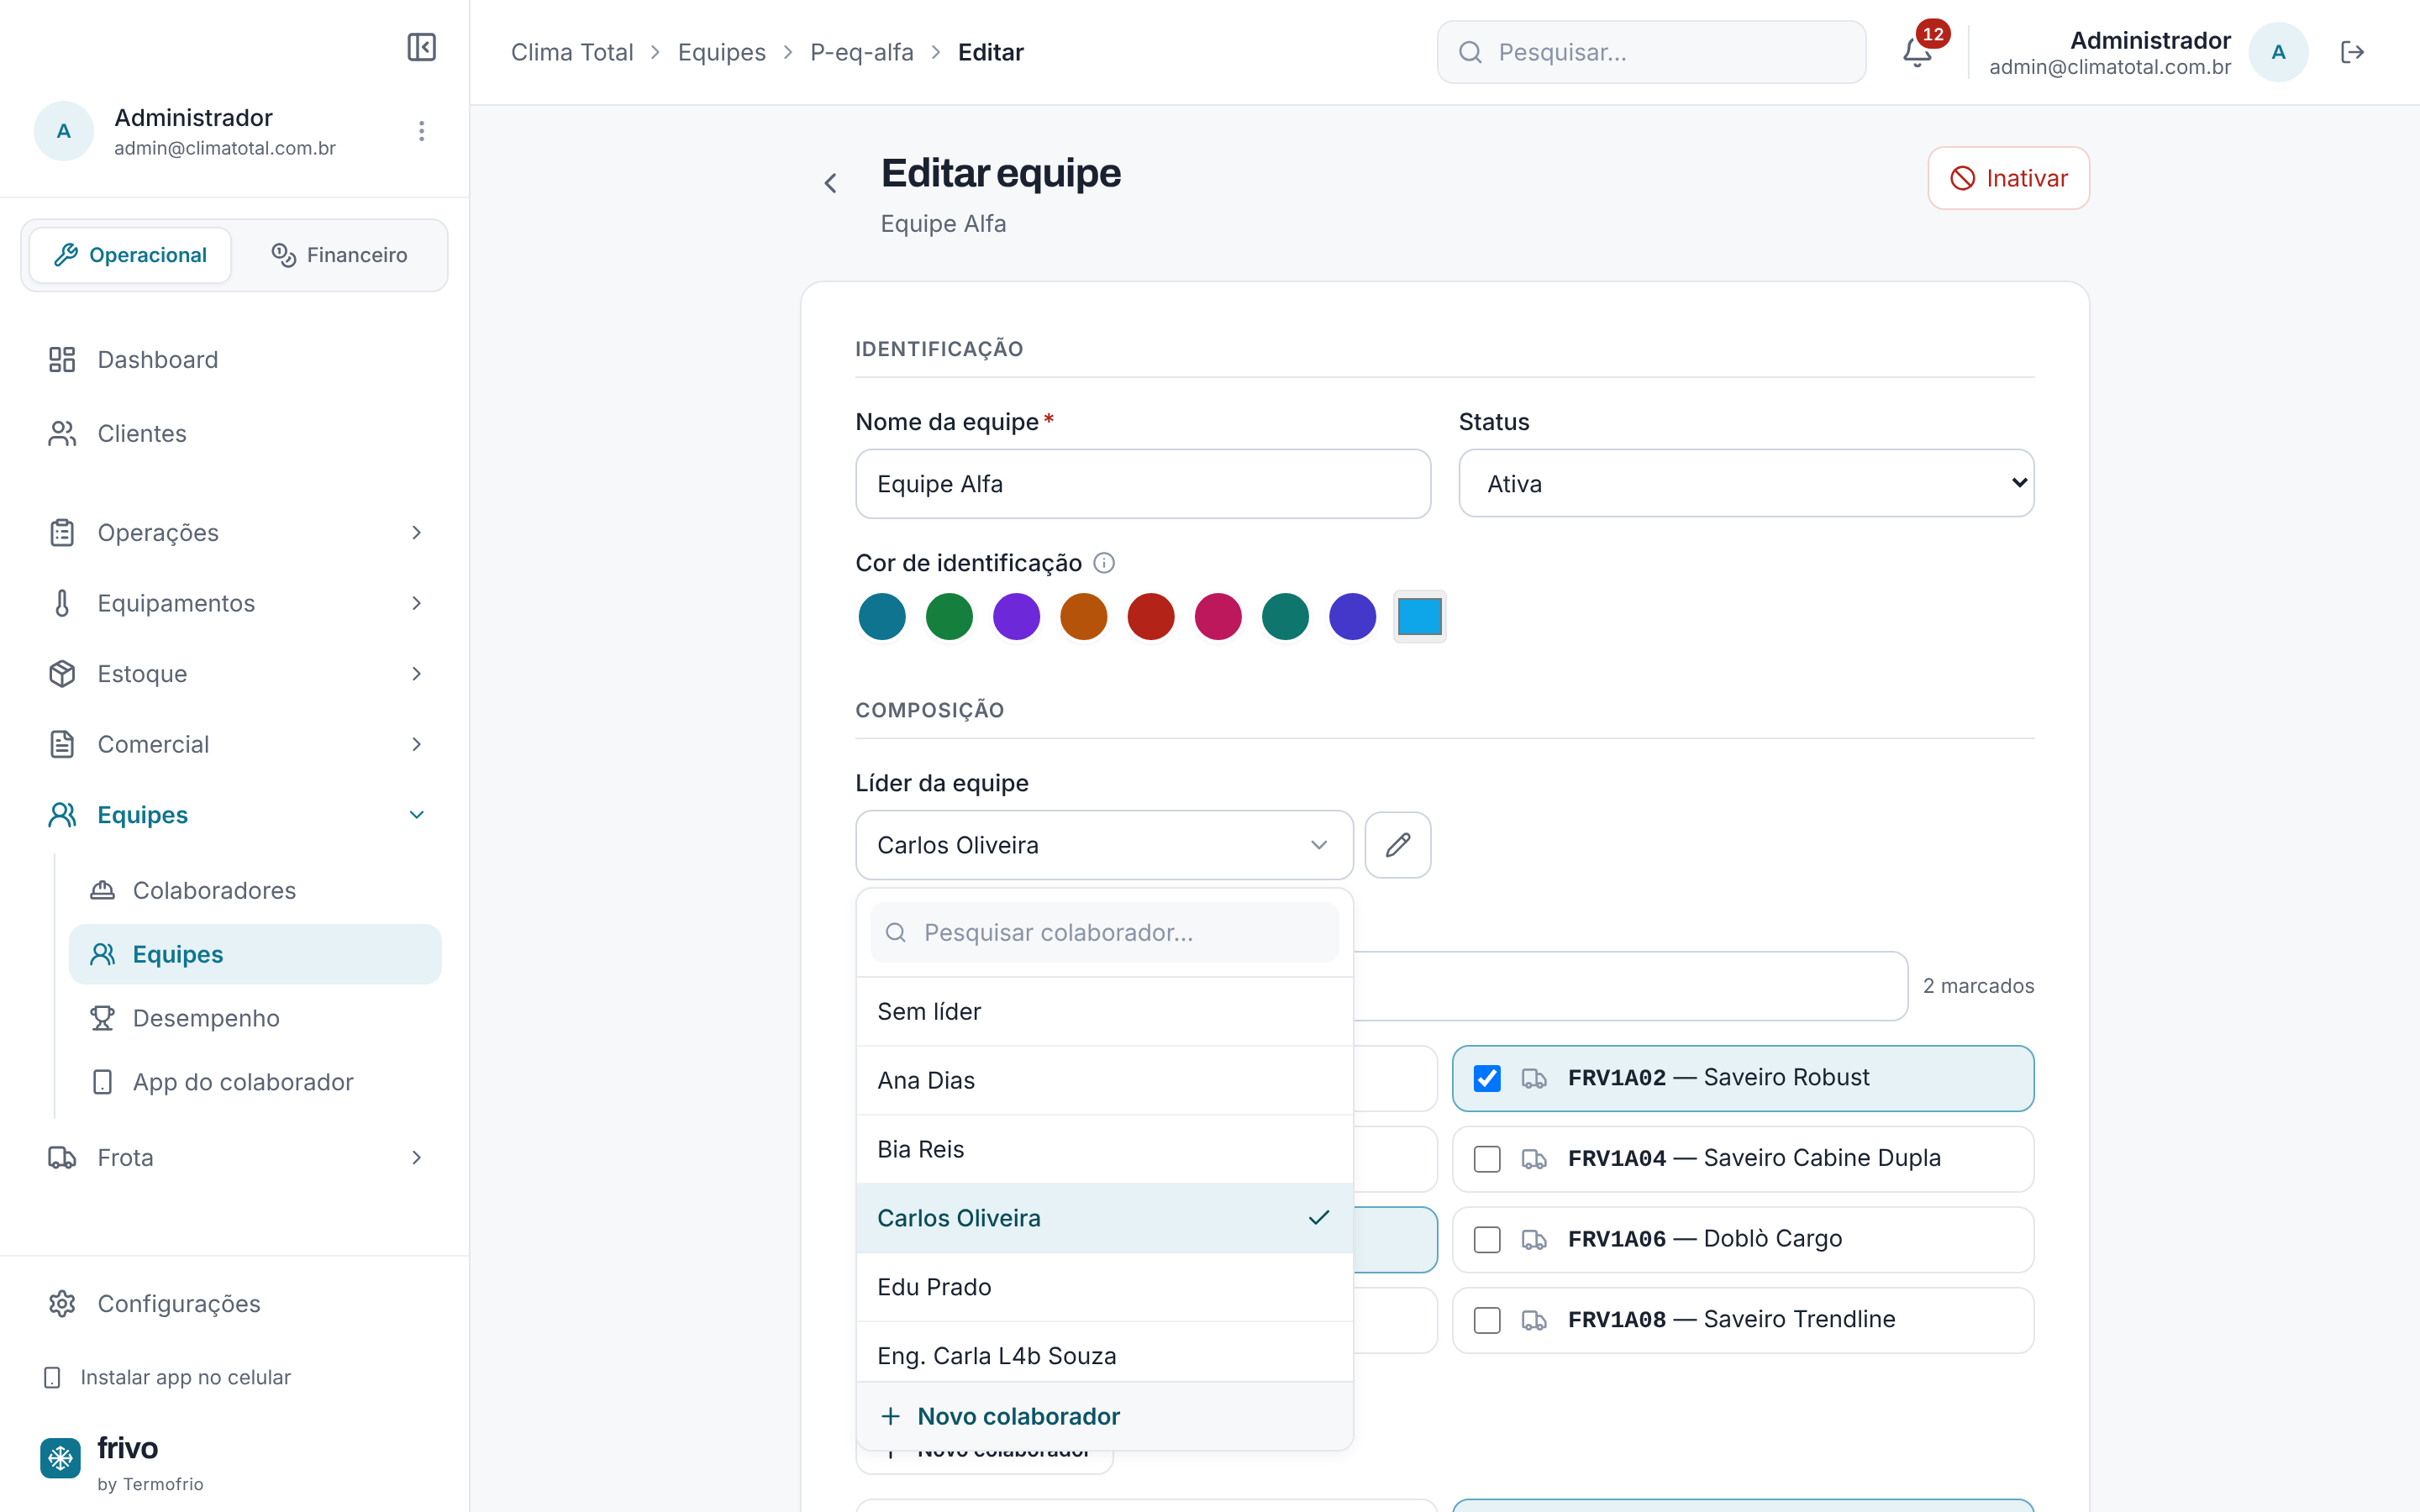 Administrador
admin@climatotal.com.br
A
Operacional
Financeiro
Dashboard
Clientes
Operações
Equipamentos
Estoque
Comercial
Equipes
Colaboradores
Equipes
Desempenho
App do colaborador
Frota
Configurações
Instalar app no celular
frivo
by Termofrio
Clima Total > Equipes > P-eq-alfa > Editar
Pesquisar...
12
Administrador
admin@climatotal.com.br
A
Editar equipe
Equipe Alfa
Inativar
IDENTIFICAÇÃO
Nome da equipe*
Equipe Alfa
Status
Ativa
Cor de identificação
COMPOSIÇÃO
Líder da equipe
Carlos Oliveira
Pesquisar colaborador...
Sem líder
Ana Dias
Bia Reis
Carlos Oliveira
Edu Prado
Eng. Carla L4b Souza
+ Novo colaborador
2 marcados
FRV1A02 — Saveiro Robust
FRV1A04 — Saveiro Cabine Dupla
FRV1A06 — Doblò Cargo
FRV1A08 — Saveiro Trendline
Novo colaborador